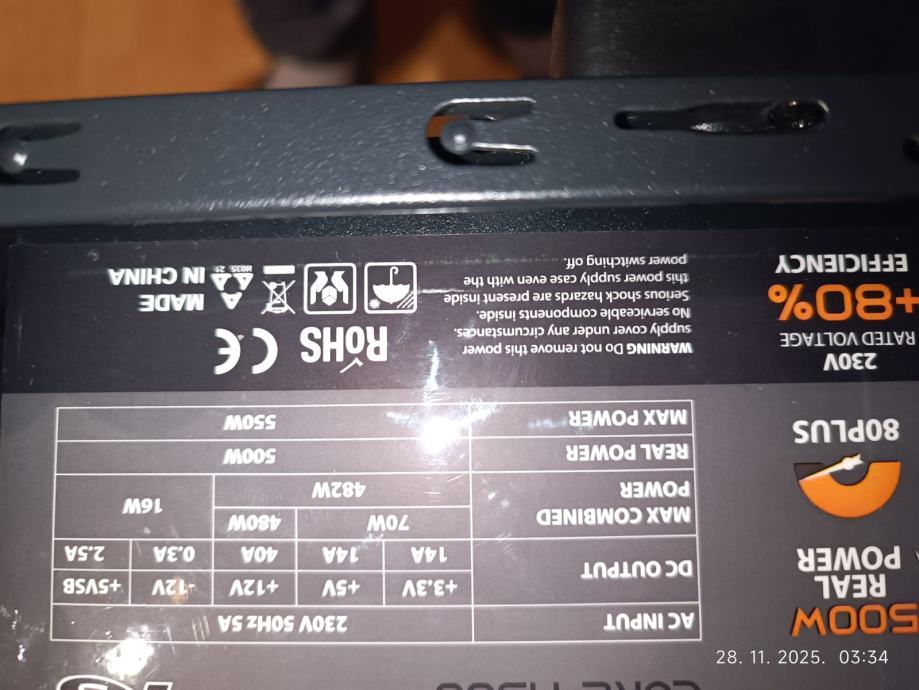 500W
REAL
POWER
80PLUS
230V
RATED VOLTAGE
+80%
EFFICIENCY
AC INPUT 230V 50Hz 5A
DC OUTPUT +3.3V +5V +12V -12V +5VSB
14A 14A 40A 0.3A 2.5A
MAX COMBINED POWER 70W 480W 16W
482W
REAL POWER 500W
MAX POWER 550W
WARNING Do not remove this power
supply cover under any circumstances.
No serviceable components inside.
Serious shock hazards are present inside
this power supply case even with the
power switching off.
RoHS CE
MADE
IN CHINA
28. 11. 2025. 03:34